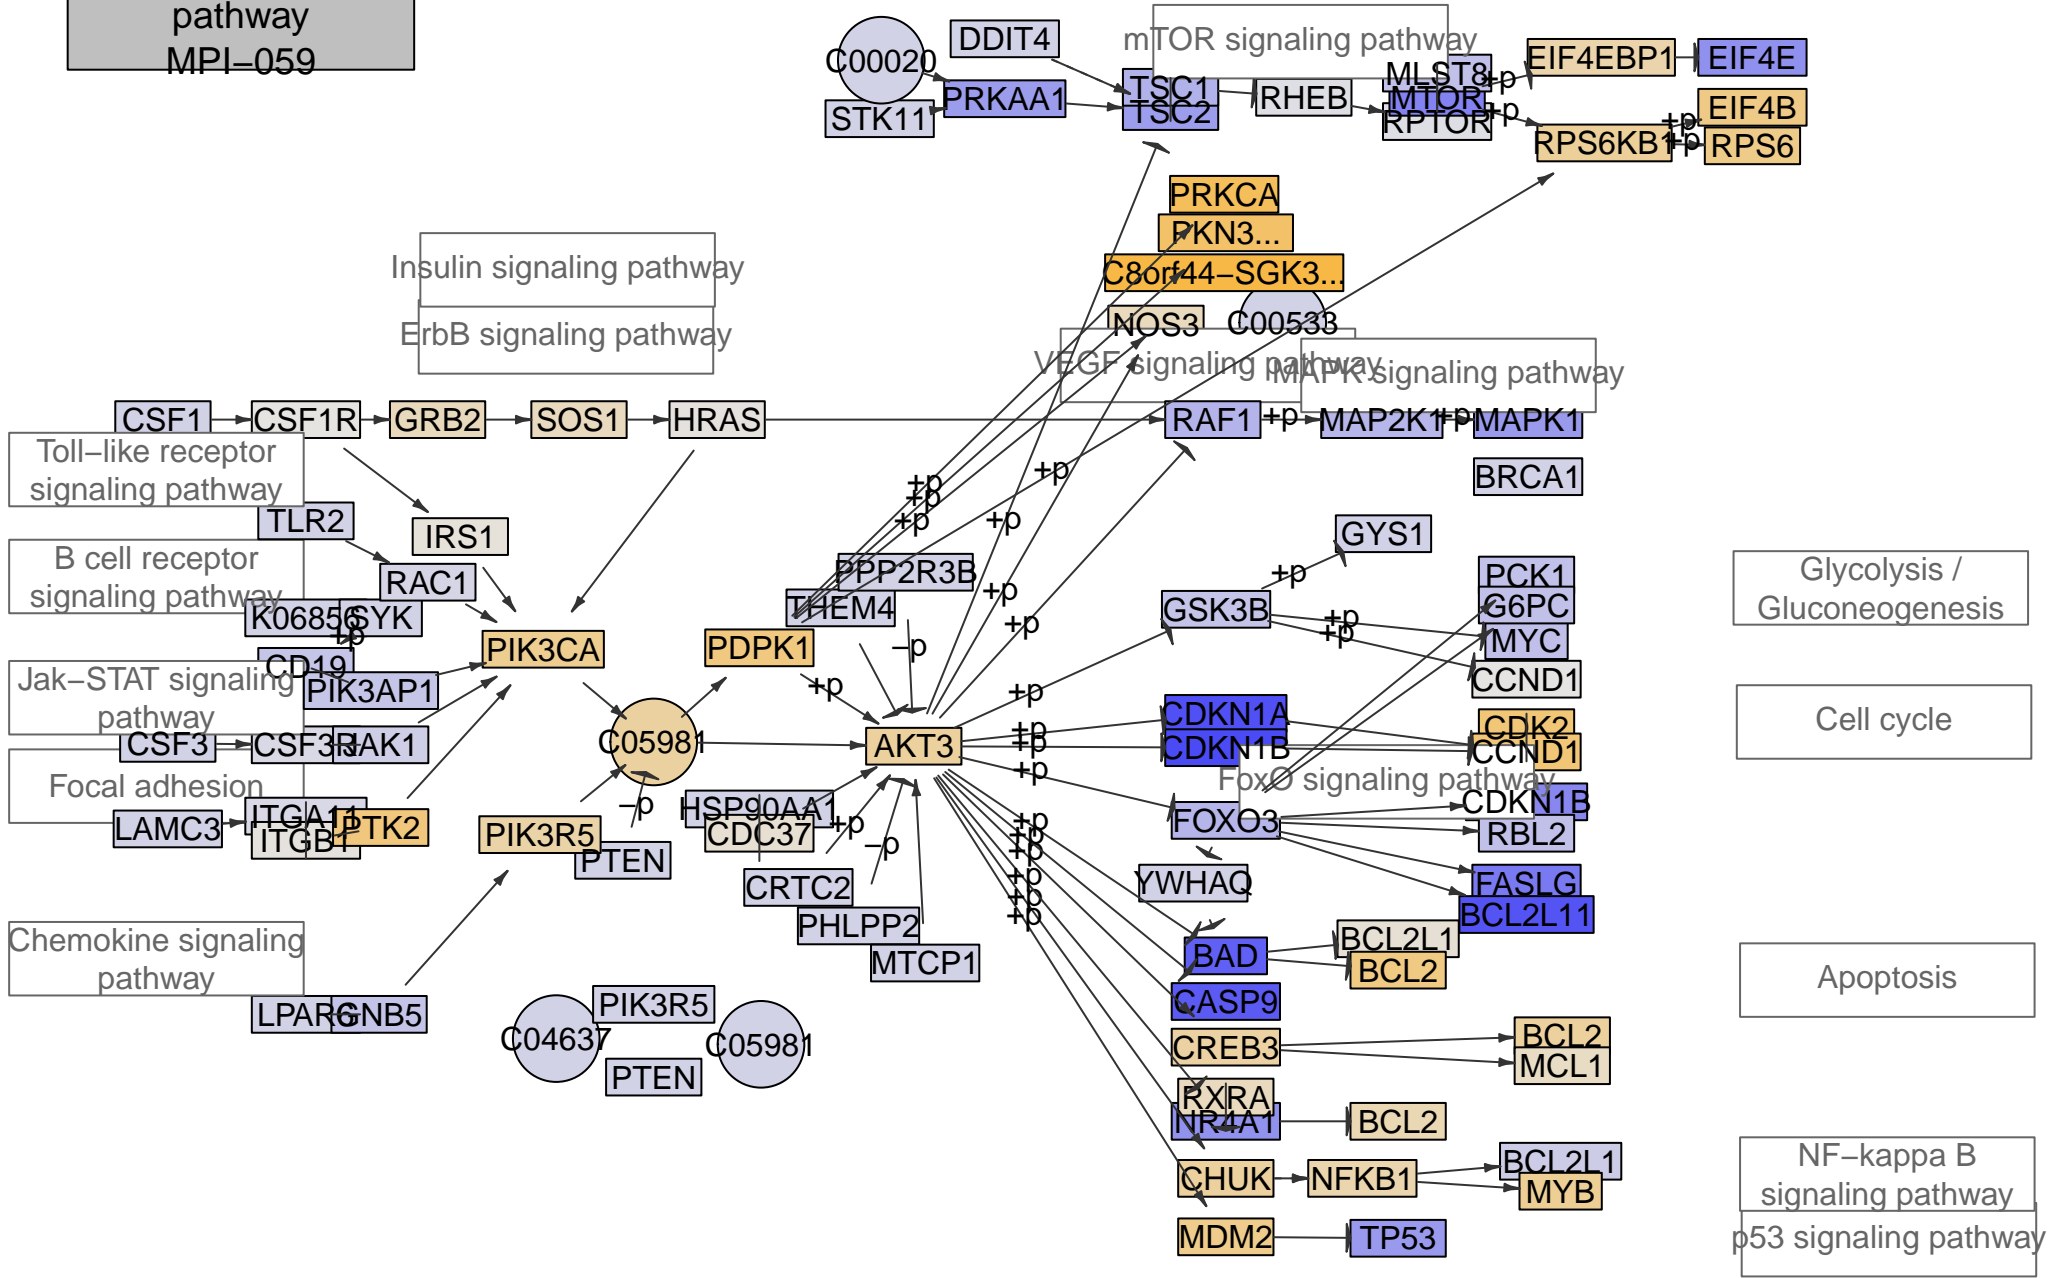 pathway
MPI−059
C00020
DDIT4
mTOR signaling pathway
STK11
PRKAA1
TSC1
TSC2
RHEB
MLST8
MTOR
RPTOR
+p
+p
EIF4EBP1
EIF4E
RPS6KB1
+p
+p
EIF4B
RPS6
PRKCA
PKN3...
C8orf44−SGK3...
NOS3
C00533
Insulin signaling pathway
ErbB signaling pathway
VEGF signaling pathway
MAPK signaling pathway
CSF1
CSF1R
GRB2
SOS1
HRAS
RAF1
+p
MAP2K1
+p
MAPK1
BRCA1
Toll−like receptor
signaling pathway
TLR2
IRS1
RAC1
B cell receptor
signaling pathway
K06856
SYK
+p
CD19
PIK3AP1
PIK3CA
Jak−STAT signaling
pathway
CSF3
CSF3R
JAK1
Focal adhesion
LAMC3
ITGA11
ITGB1
PTK2
Chemokine signaling
pathway
LPAR6
GNB5
C05981
PIK3R5
−p
PTEN
PDPK1
+p
THEM4
PPP2R3B
−p
+p
+p
+p
+p
+p
+p
+p
AKT3
HSP90AA1
CDC37
+p
−p
CRTC2
PHLPP2
MTCP1
C04637
PIK3R5
PTEN
C05981
+p
+p
+p
+p
+p
+p
+p
+p
+p
+p
GSK3B
+p
GYS1
+p
+p
PCK1
G6PC
MYC
CCND1
CDKN1A
CDKN1B
CDK2
CCND1
FoxO signaling pathway
FOXO3
CDKN1B
RBL2
FASLG
BCL2L11
YWHAQ
BAD
BCL2L1
BCL2
CASP9
CREB3
BCL2
MCL1
RXRA
NR4A1
BCL2
CHUK
NFKB1
BCL2L1
MYB
MDM2
TP53
Glycolysis /
Gluconeogenesis
Cell cycle
Apoptosis
NF−kappa B
signaling pathway
p53 signaling pathway